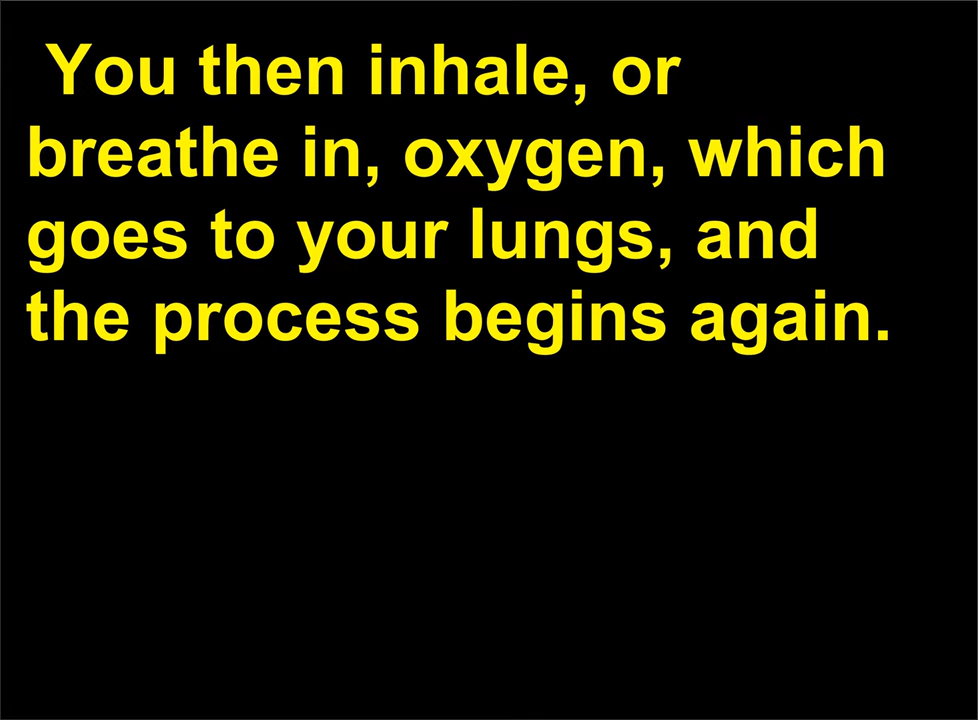 You then inhale, or
breathe in, oxygen, which
goes to your lungs, and
the process begins again.